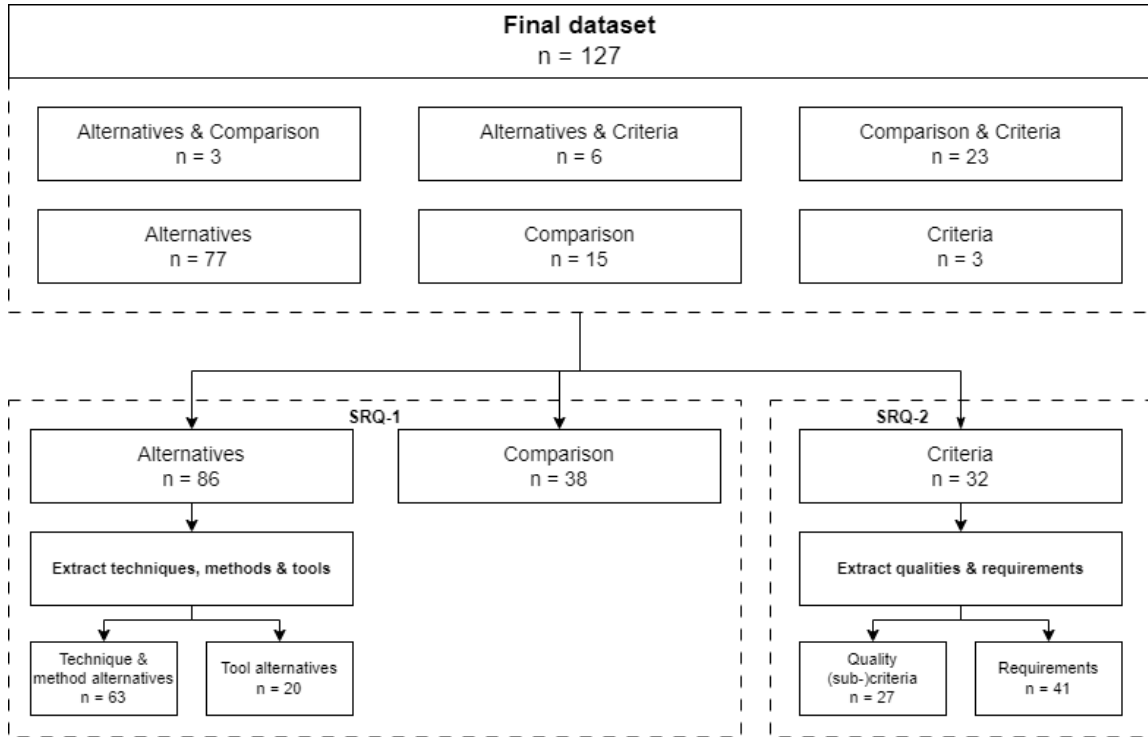 Final dataset
n = 127
Alternatives & Comparison
n = 3
Alternatives & Criteria
n = 6
Comparison & Criteria
n = 23
Alternatives
n = 77
Comparison
n = 15
Criteria
n = 3
SRQ-1
Alternatives
n = 86
Comparison
n = 38
Extract techniques, methods & tools
Technique &
method alternatives
n = 63
Tool alternatives
n = 20
SRQ-2
Criteria
n = 32
Extract qualities & requirements
Quality
(sub-)criteria
n = 27
Requirements
n = 41